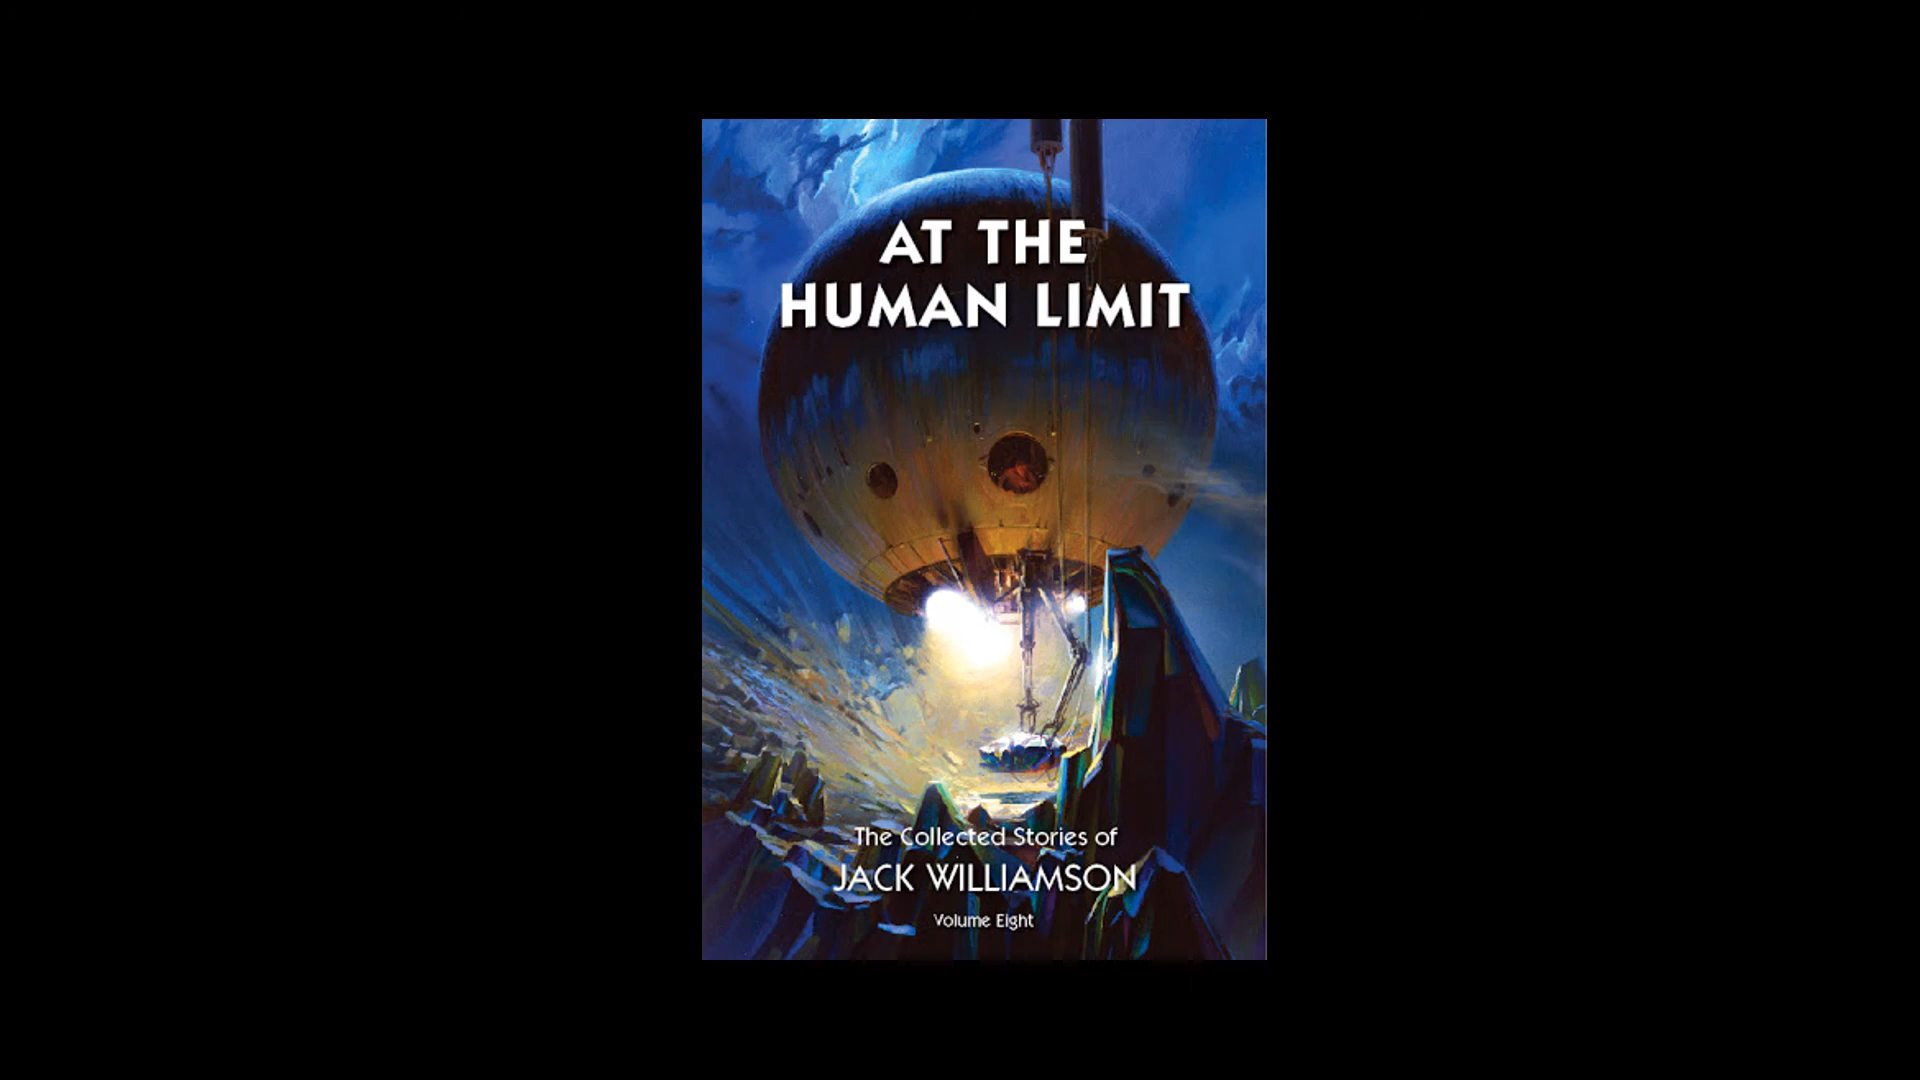 AT THE
HUMAN LIMIT
The Collected Stories of
JACK WILLIAMSON
Volume Eight